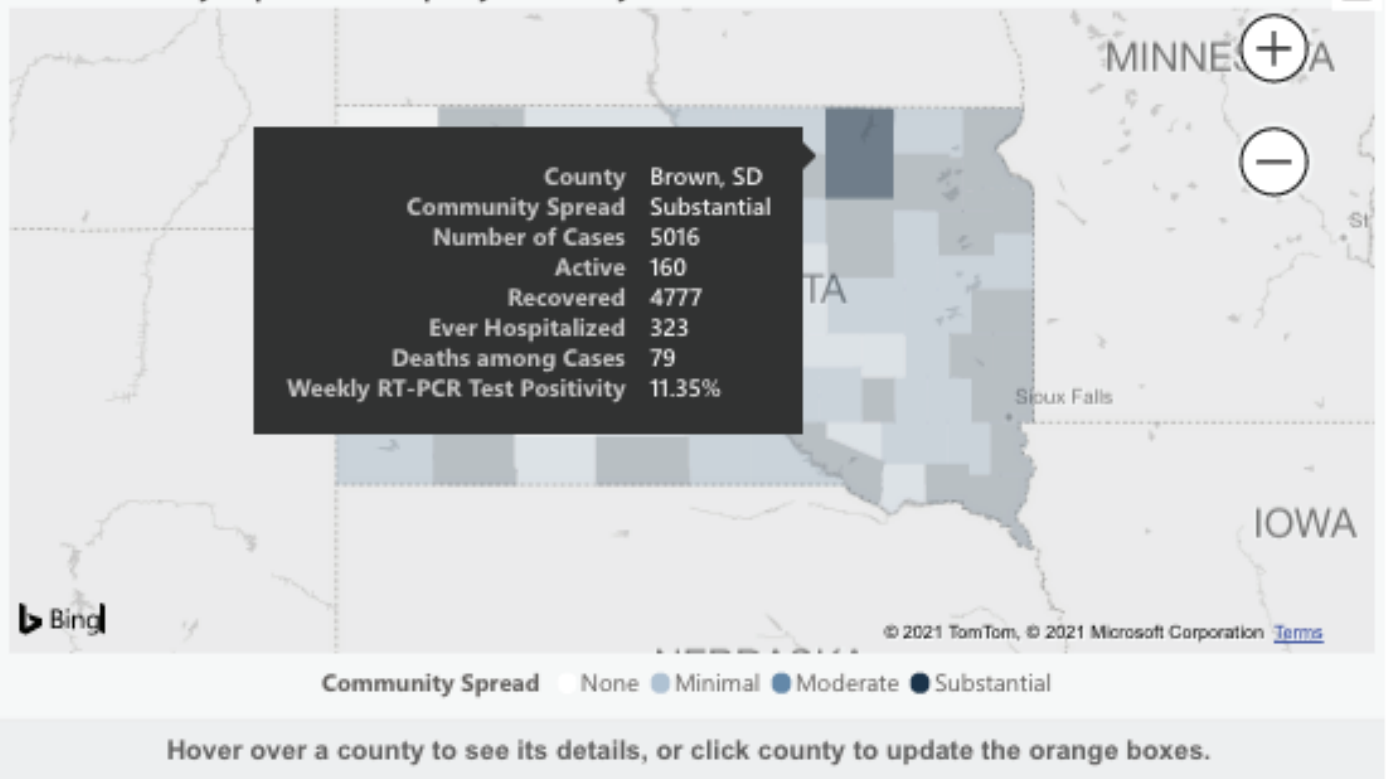 MINNES A
County Brown, SD
Community Spread Substantial
Number of Cases 5016
Active 160
Recovered 4777
Ever Hospitalized 323
Deaths among Cases 79
Weekly RT-PCR Test Positivity 11.35%
St
TA
Sioux Falls
IOWA
Bing
© 2021 TomTom, © 2021 Microsoft Corporation Terms
NEBRASKA
Community Spread None Minimal Moderate Substantial
Hover over a county to see its details, or click county to update the orange boxes.